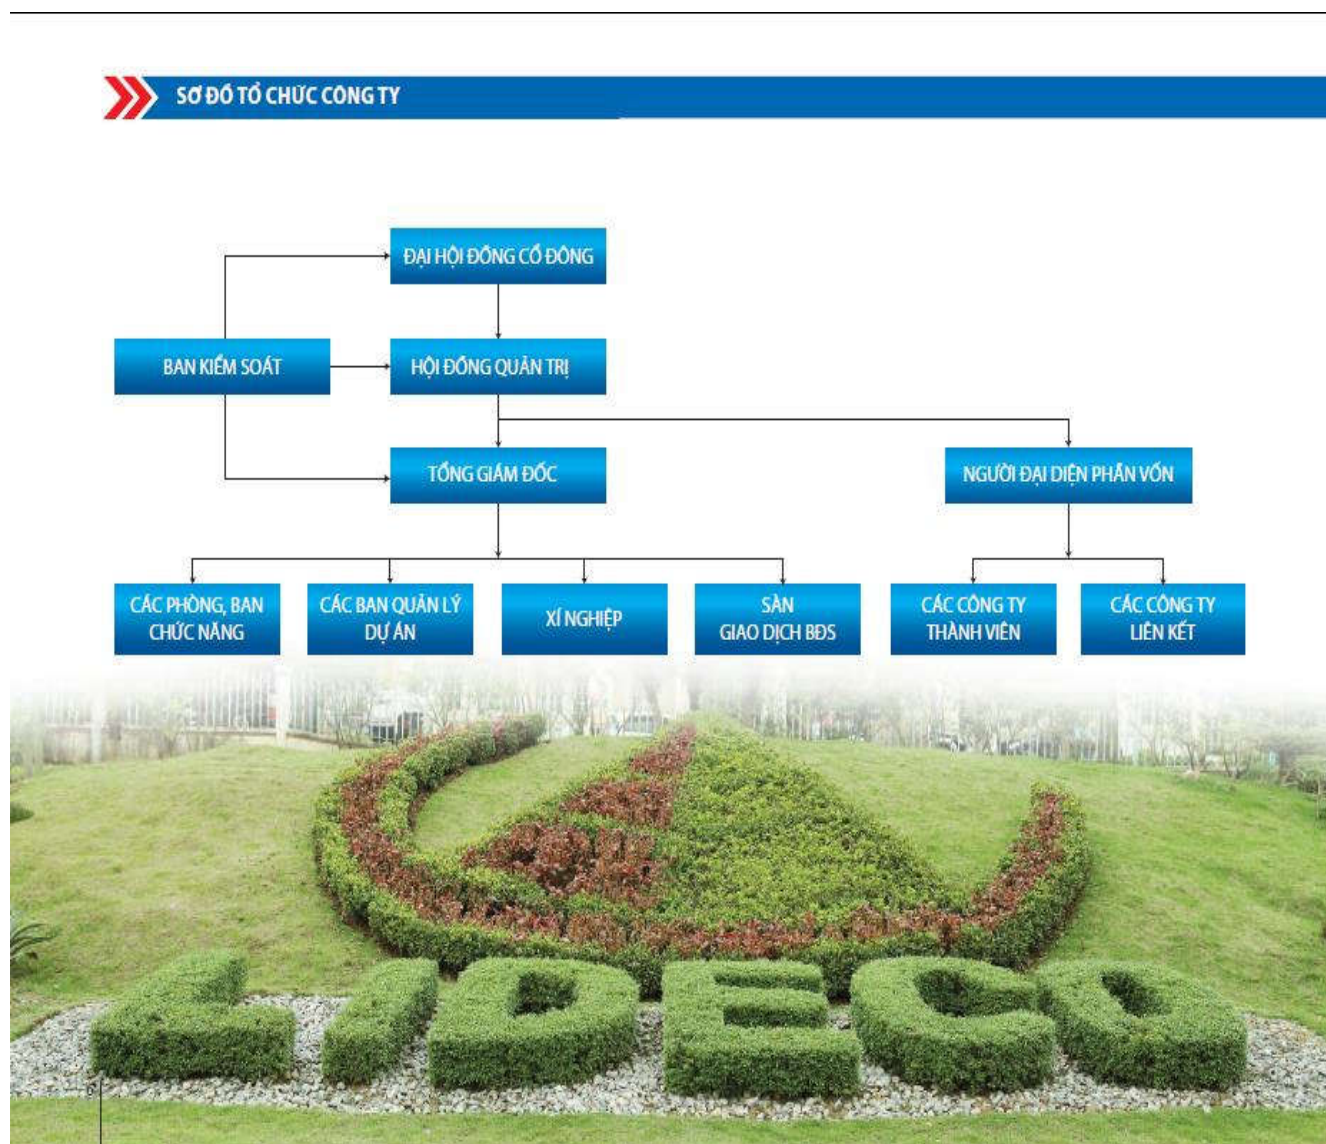 SƠ ĐỒ TỔ CHỨC CÔNG TY
ĐẠI HỘI ĐỒNG CỔ ĐÔNG
BAN KIỂM SOÁT
HỘI ĐỒNG QUẢN TRỊ
TỔNG GIÁM ĐỐC
NGƯỜI ĐẠI DIỆN PHẦN VỐN
CÁC PHÒNG, BAN
CHỨC NĂNG
CÁC BAN QUẢN LÝ
DỰ ÁN
XÍ NGHIỆP
SÀN
GIAO DỊCH BĐS
CÁC CÔNG TY
THÀNH VIÊN
CÁC CÔNG TY
LIÊN KẾT
LIDECO